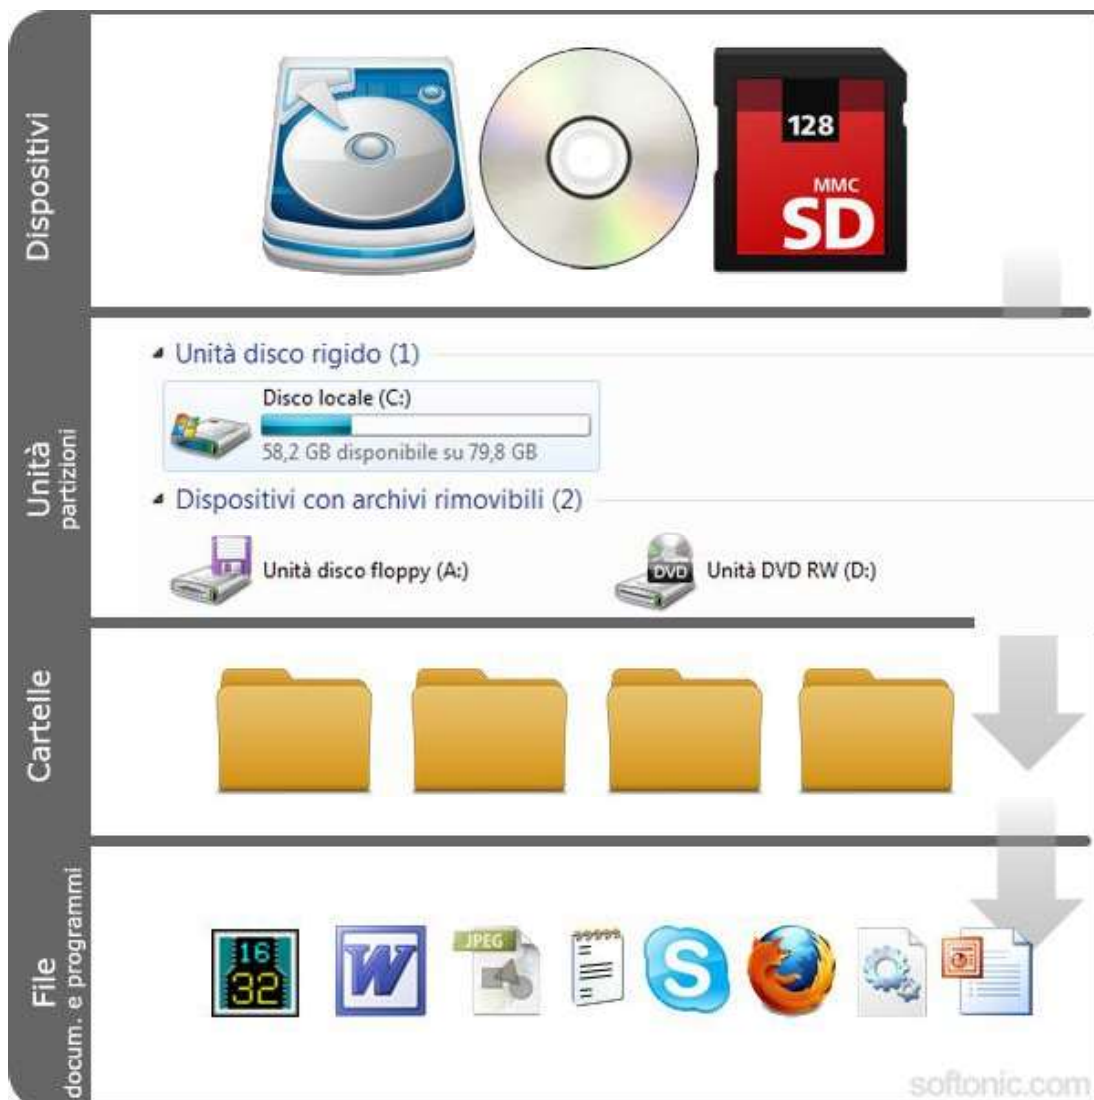 Dispositivi
128
MMC
SD
Unità
partizioni
Unità disco rigido (1)
Disco locale (C:)
58,2 GB disponibile su 79,8 GB
Dispositivi con archivi rimovibili (2)
Unità disco floppy (A:)
DVD
Unità DVD RW (D:)
Cartelle
File
docum. e programmi
16
32
W
JPEG
S
softonic.com